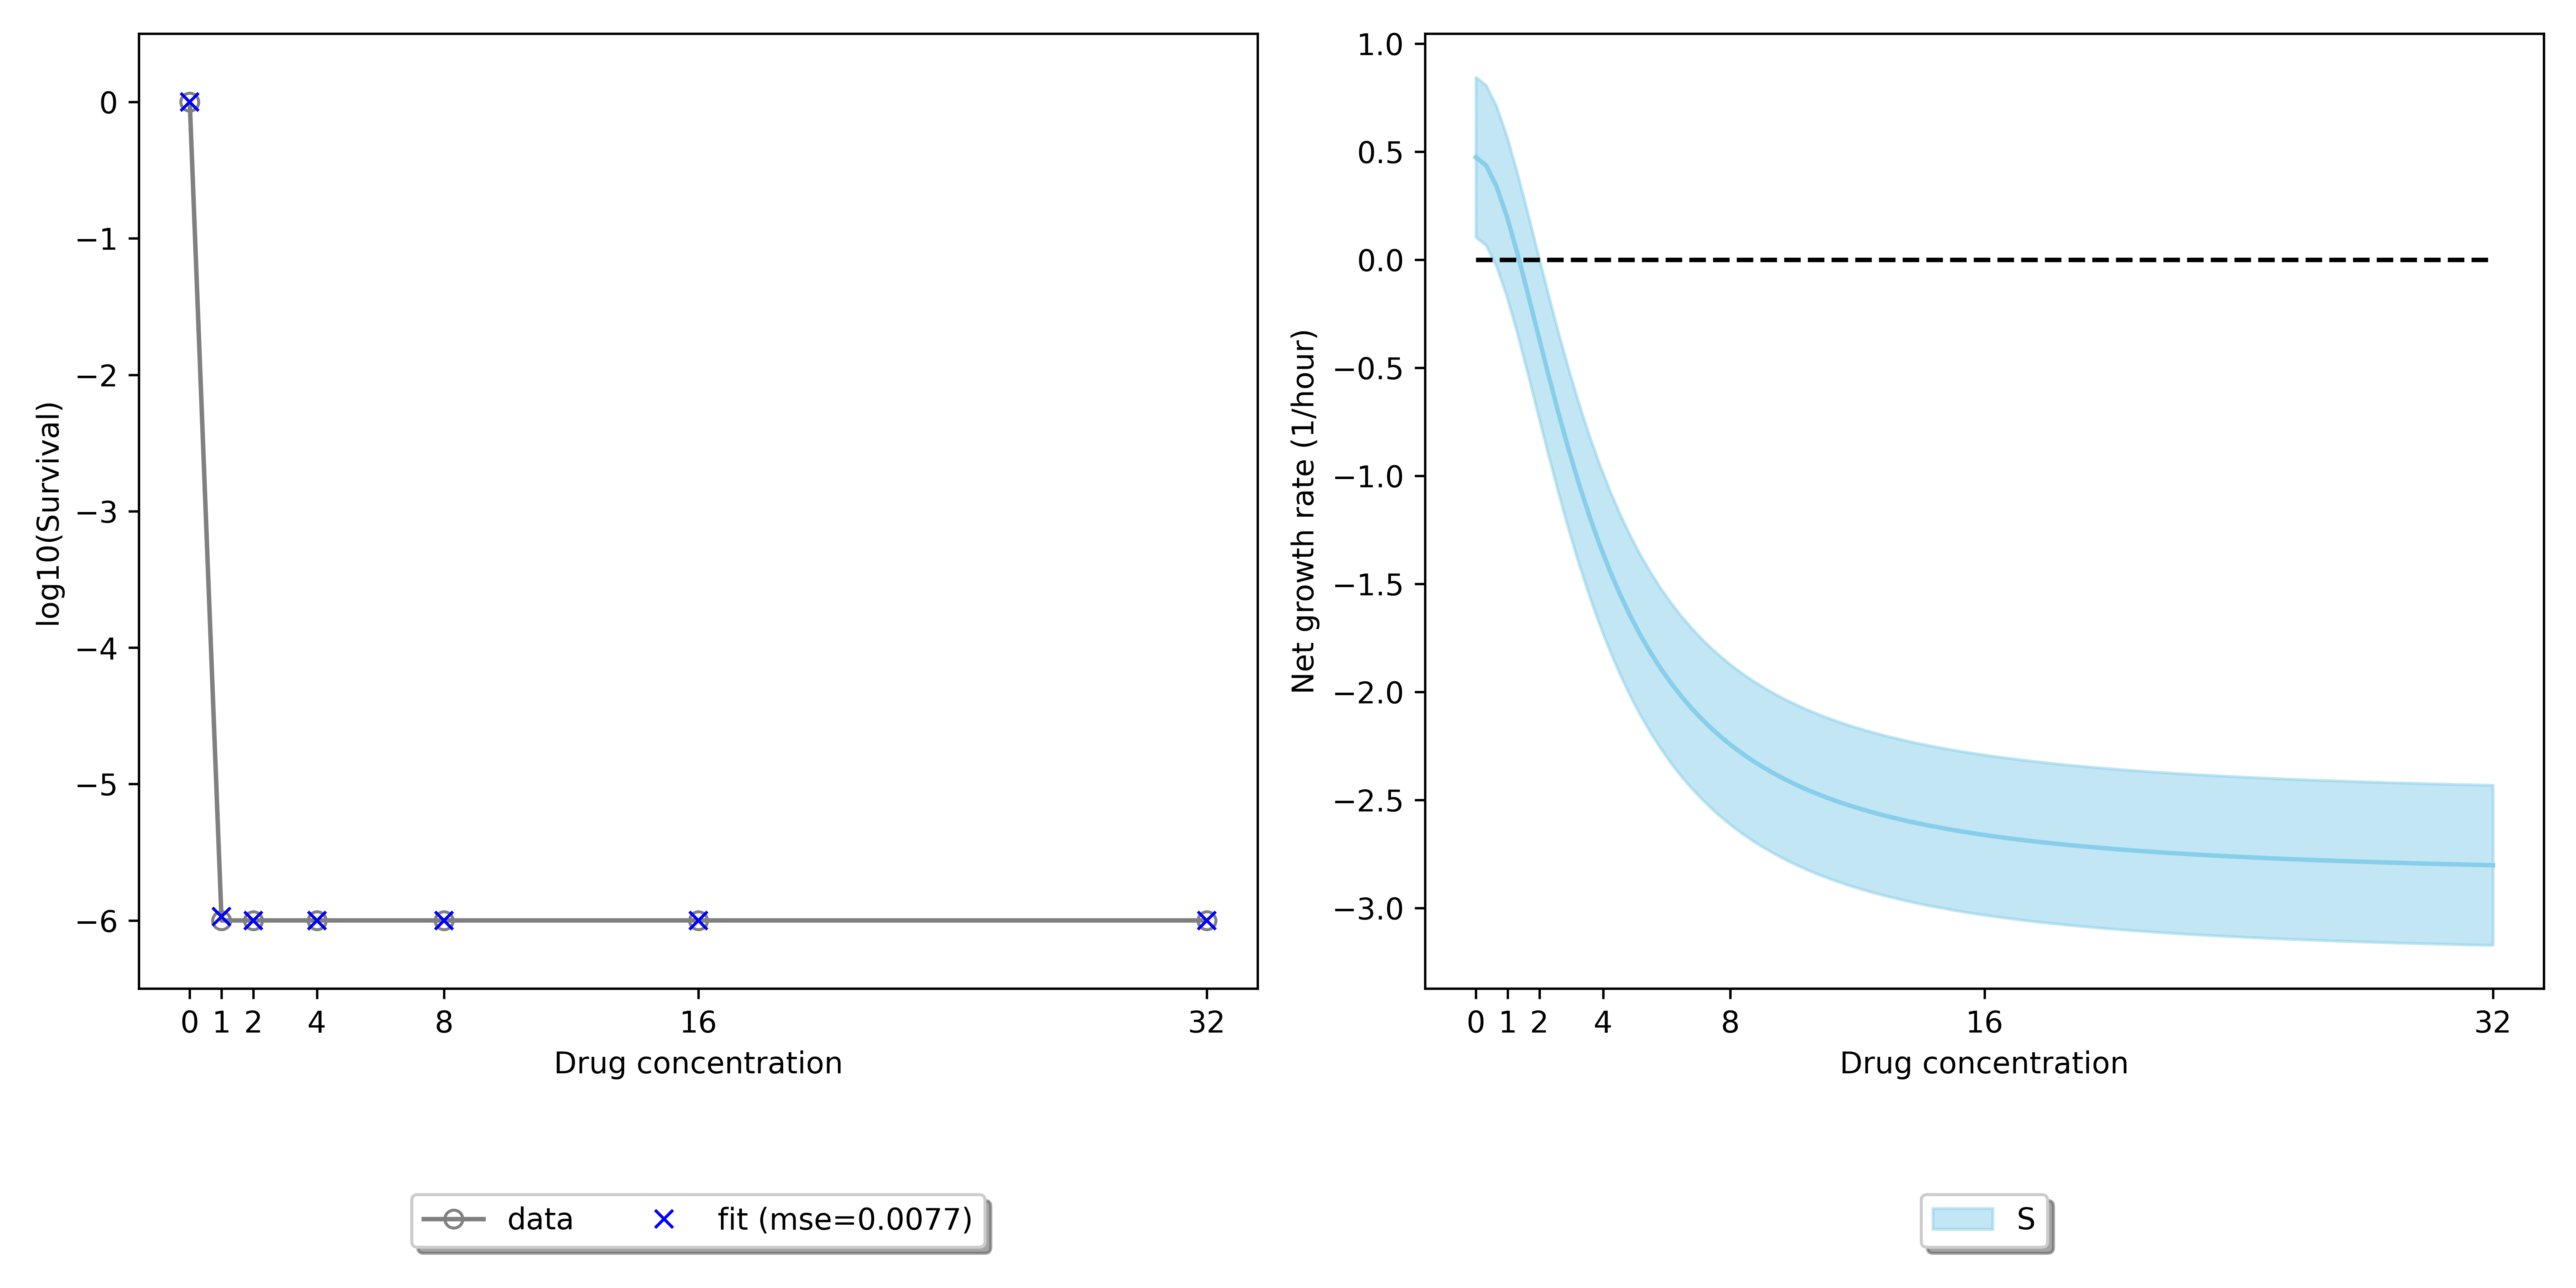 log10(Survival)
0
−1
−2
−3
−4
−5
−6
0 1 2 4 8 16 32
Drug concentration
data fit (mse=0.0077)
Net growth rate (1/hour)
1.0
0.5
0.0
−0.5
−1.0
−1.5
−2.0
−2.5
−3.0
0 1 2 4 8 16 32
Drug concentration
S